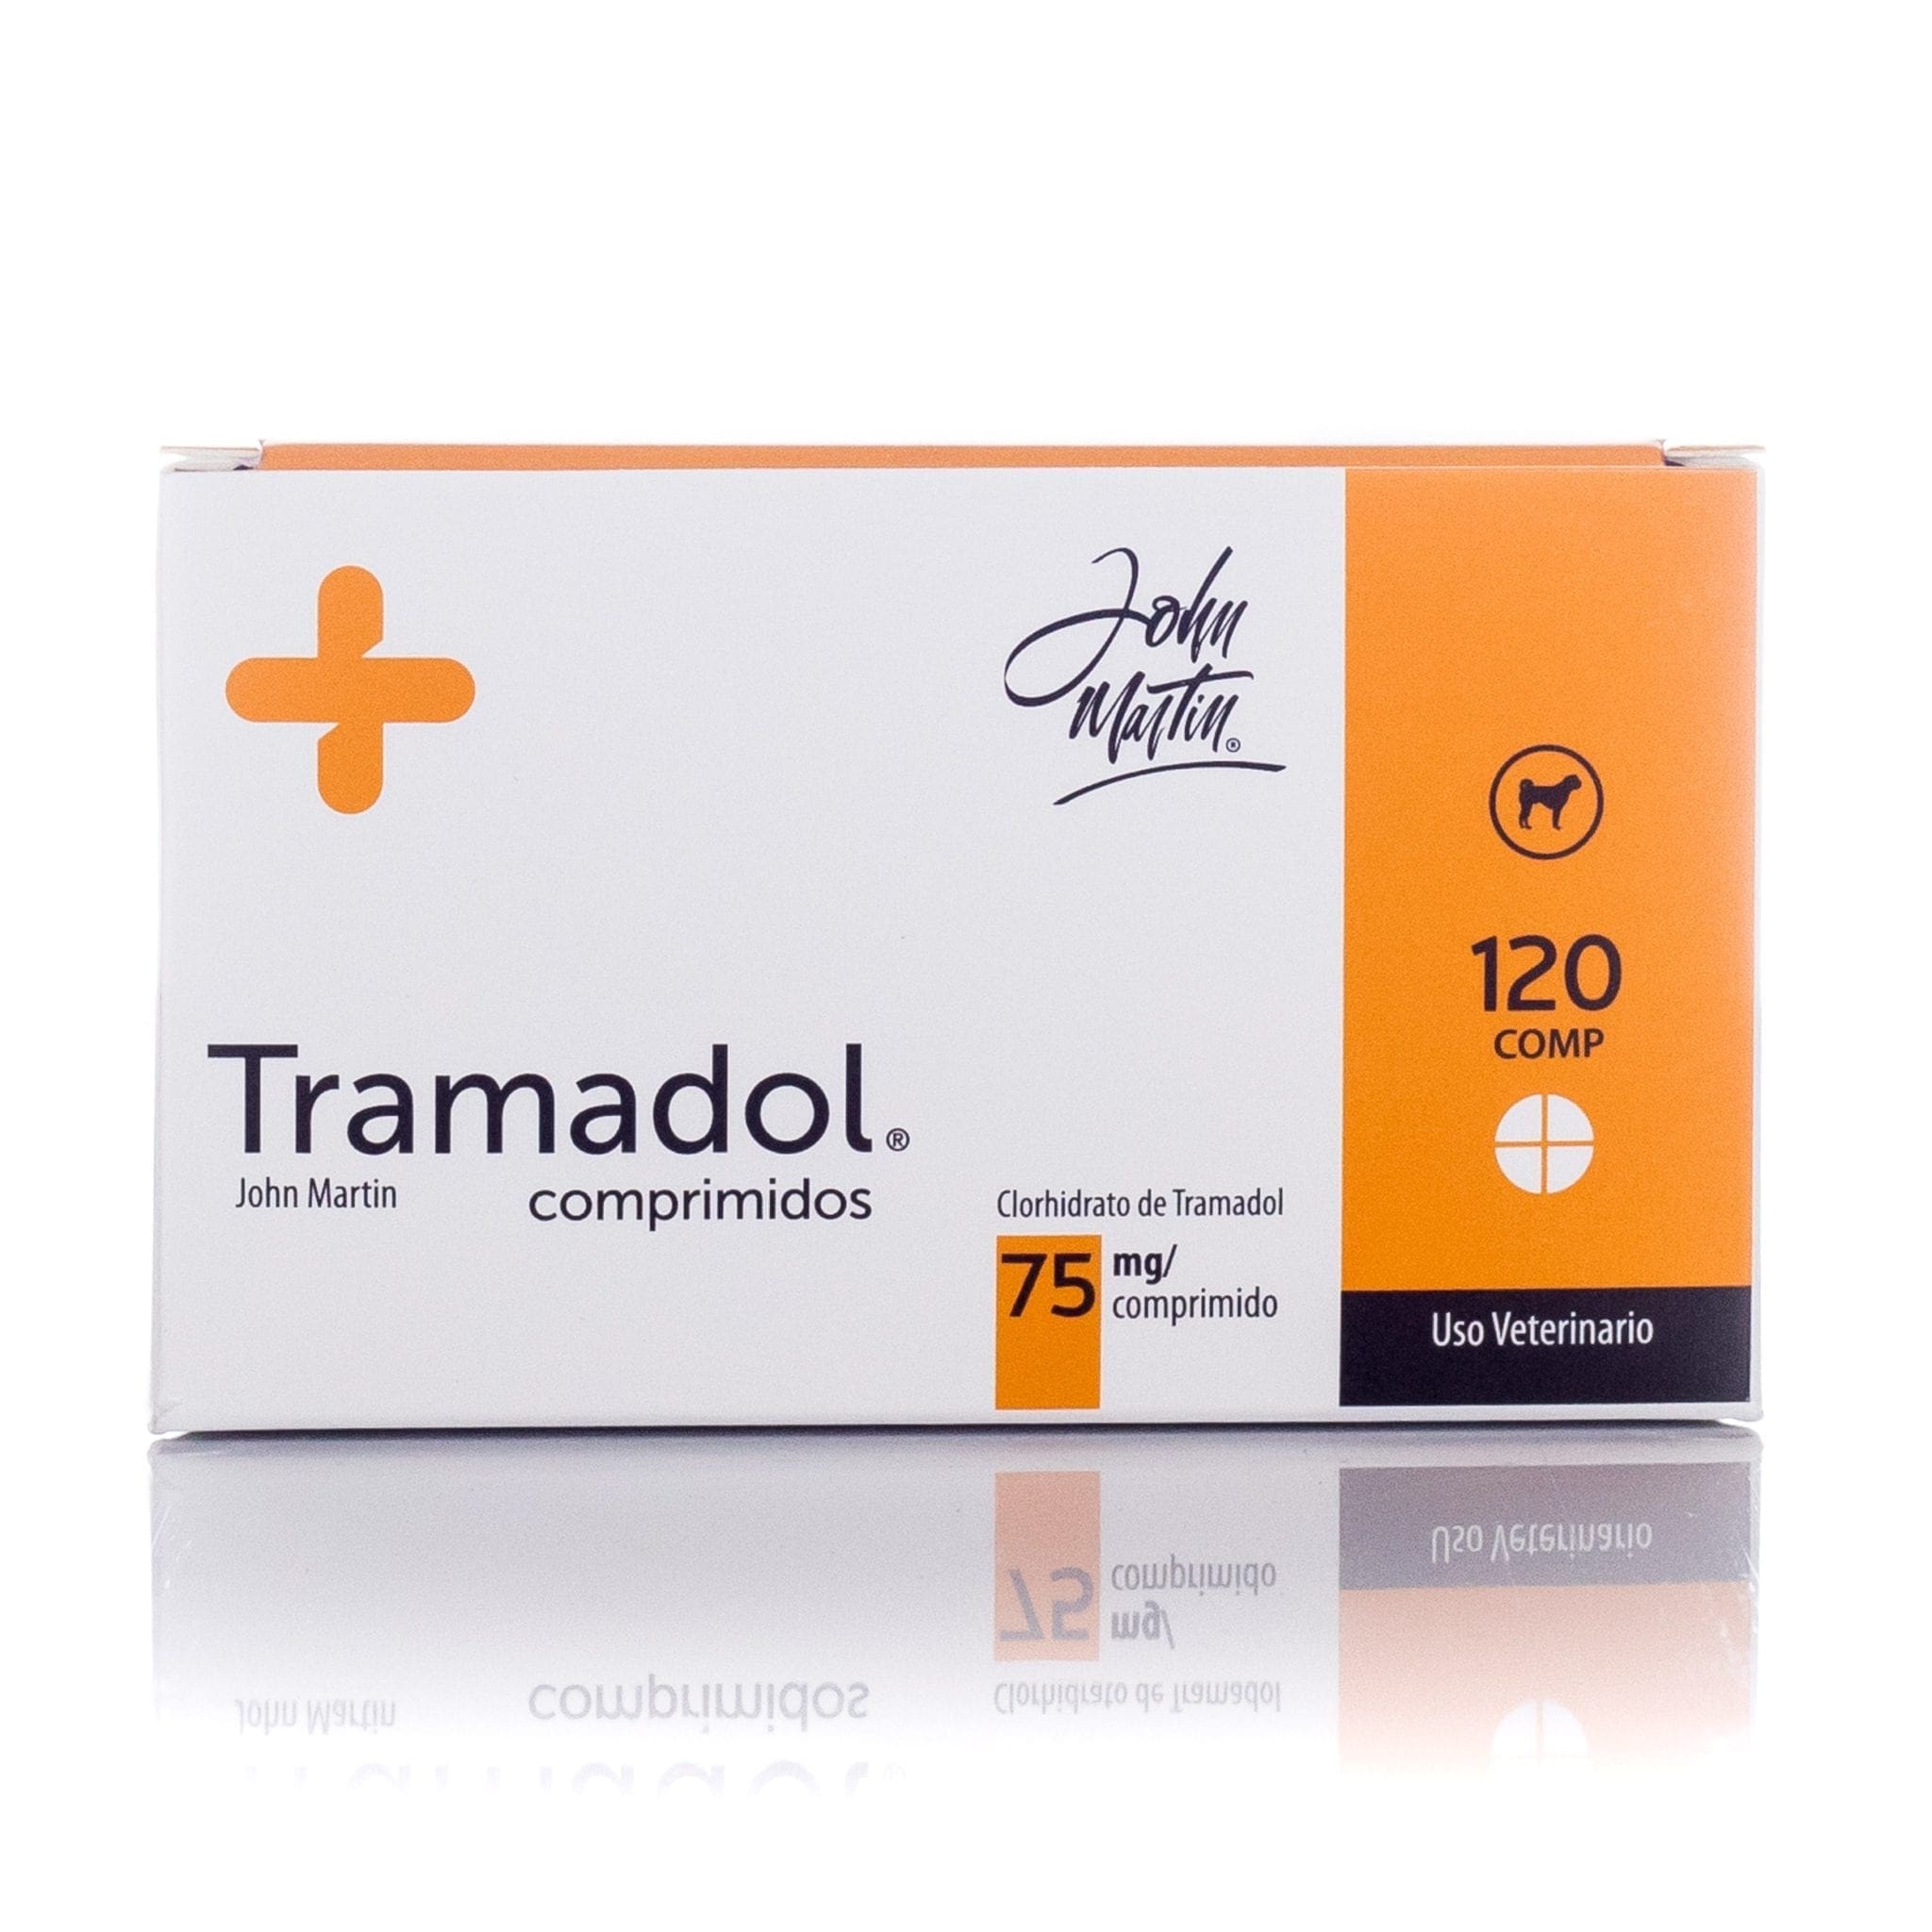 John
Martin®
120
COMP
Tramadol®
John Martin
comprimidos
Clorhidrato de Tramadol
75 mg/
comprimido
Uso Veterinario